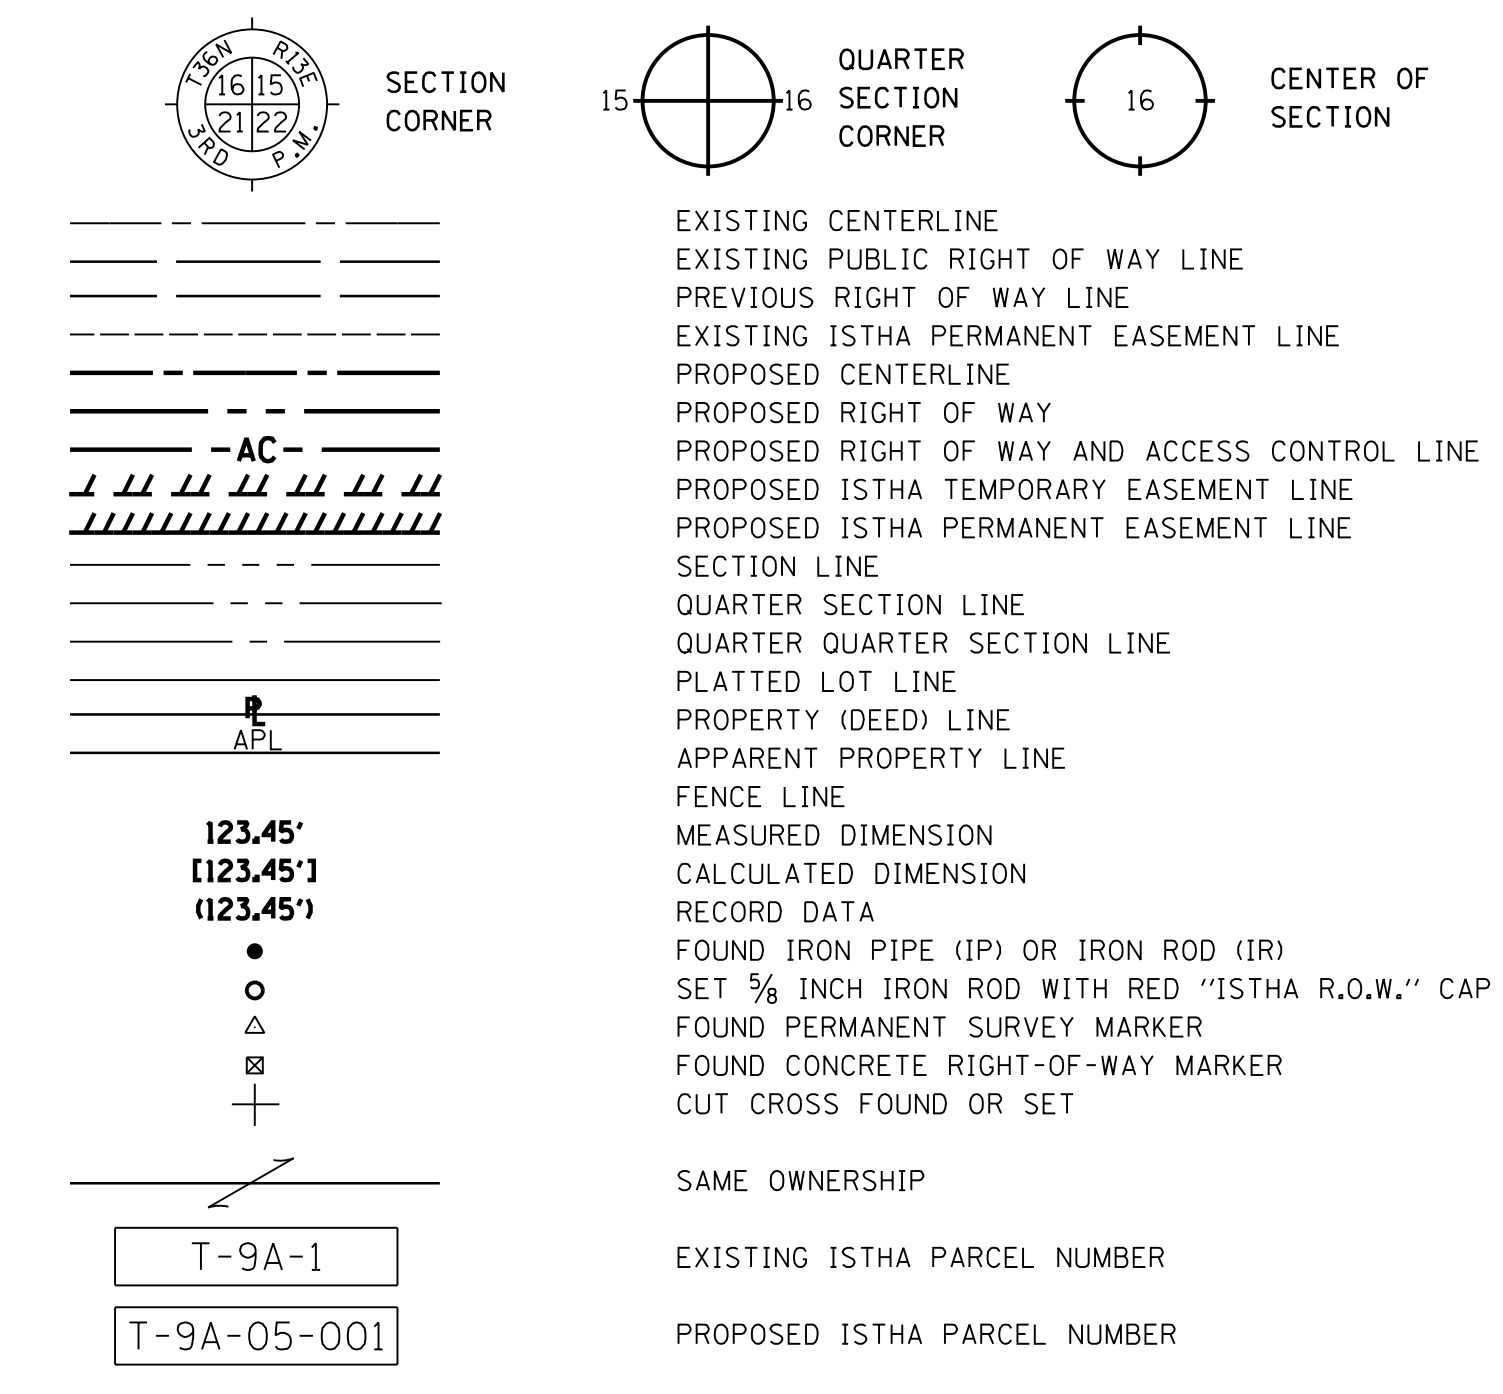 T36N R13E
16 15
21 22
3RD P.M.
SECTION
CORNER
15 16
QUARTER
SECTION
CORNER
16
CENTER OF
SECTION
EXISTING CENTERLINE
EXISTING PUBLIC RIGHT OF WAY LINE
PREVIOUS RIGHT OF WAY LINE
EXISTING ISTHA PERMANENT EASEMENT LINE
PROPOSED CENTERLINE
PROPOSED RIGHT OF WAY
AC PROPOSED RIGHT OF WAY AND ACCESS CONTROL LINE
PROPOSED ISTHA TEMPORARY EASEMENT LINE
PROPOSED ISTHA PERMANENT EASEMENT LINE
SECTION LINE
QUARTER SECTION LINE
QUARTER QUARTER SECTION LINE
PLATTED LOT LINE
PL PROPERTY (DEED) LINE
APL APPARENT PROPERTY LINE
FENCE LINE
123.45' MEASURED DIMENSION
[123.45'] CALCULATED DIMENSION
(123.45') RECORD DATA
FOUND IRON PIPE (IP) OR IRON ROD (IR)
SET 5/8 INCH IRON ROD WITH RED "ISTHA R.O.W." CAP
FOUND PERMANENT SURVEY MARKER
FOUND CONCRETE RIGHT-OF-WAY MARKER
CUT CROSS FOUND OR SET
SAME OWNERSHIP
T-9A-1 EXISTING ISTHA PARCEL NUMBER
T-9A-05-001 PROPOSED ISTHA PARCEL NUMBER